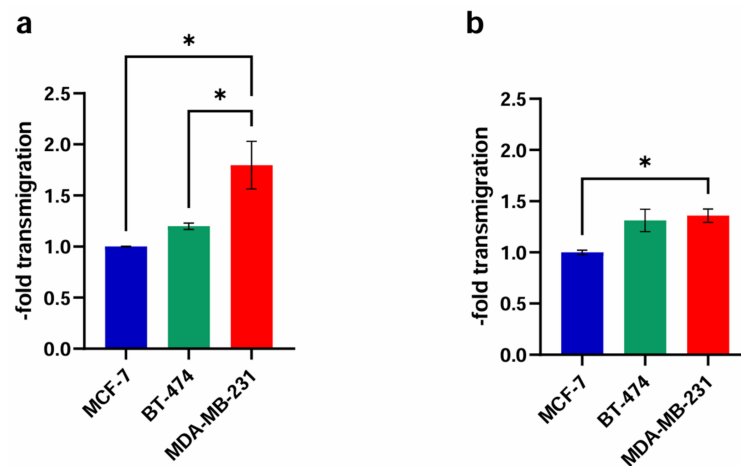 a
*
*
2.5
2.0
1.5
1.0
0.5
0.0
-fold transmigration
MCF-7
BT-474
MDA-MB-231
b
*
2.5
2.0
1.5
1.0
0.5
0.0
-fold transmigration
MCF-7
BT-474
MDA-MB-231